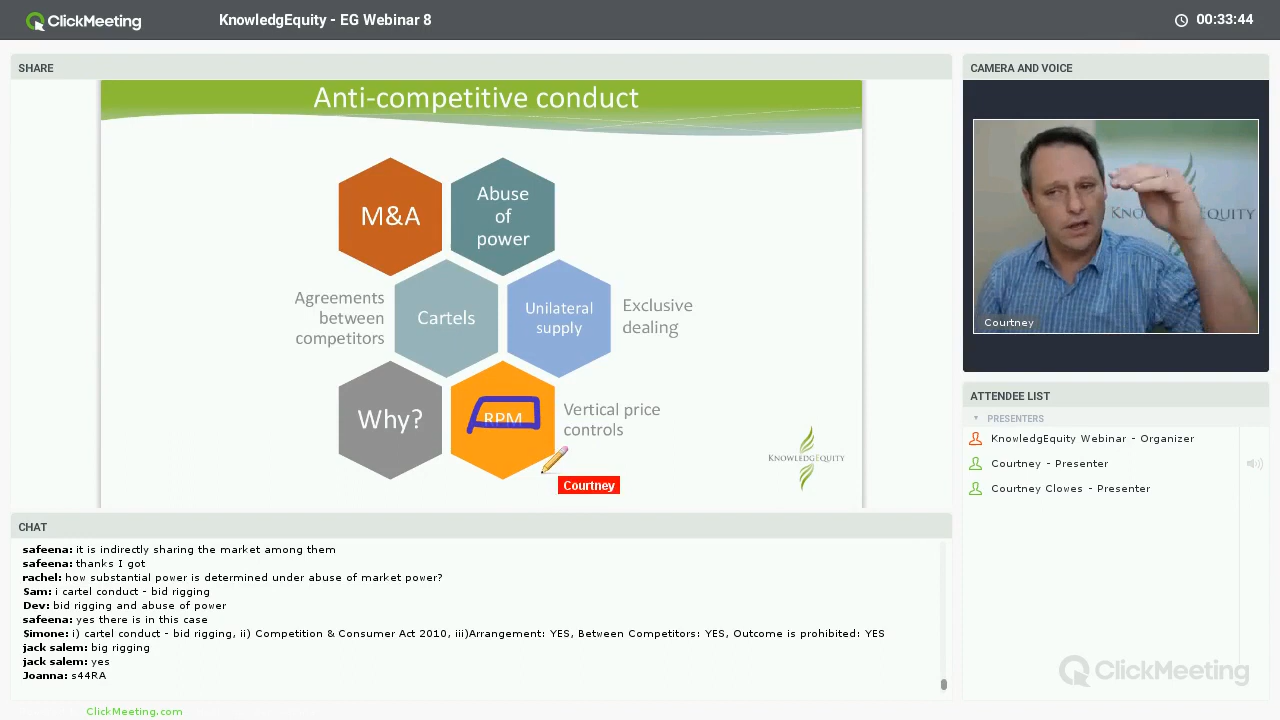 ClickMeeting
KnowledgEquity - EG Webinar 8
00:33:44
SHARE
Anti-competitive conduct
M&A
Abuse
of
power
Agreements
between
competitors
Cartels
Unilateral
supply
Exclusive
dealing
Why?
RPM
Vertical price
controls
KNOWLEDGEQUITY
Courtney
CAMERA AND VOICE
KNOWLEDGEQUITY
Courtney
ATTENDEE LIST
PRESENTERS
KnowledgEquity Webinar - Organizer
Courtney - Presenter
Courtney Clowes - Presenter
CHAT
safeena: it is indirectly sharing the market among them
safeena: thanks I got
rachel: how substantial power is determined under abuse of market power?
Sam: i cartel conduct - bid rigging
Dev: bid rigging and abuse of power
safeena: yes there is in this case
Simone: i) cartel conduct - bid rigging, ii) Competition & Consumer Act 2010, iii)Arrangement: YES, Between Competitors: YES, Outcome is prohibited: YES
jack salem: big rigging
jack salem: yes
Joanna: s44RA
ClickMeeting
ClickMeeting.com